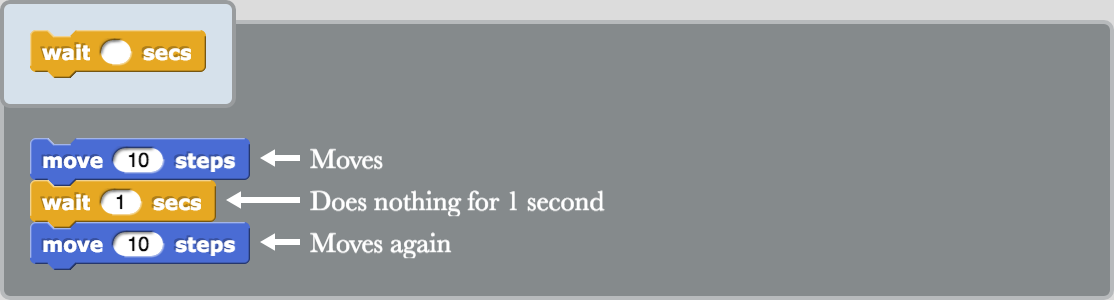 wait secs
move 10 steps Moves
wait 1 secs Does nothing for 1 second
move 10 steps Moves again